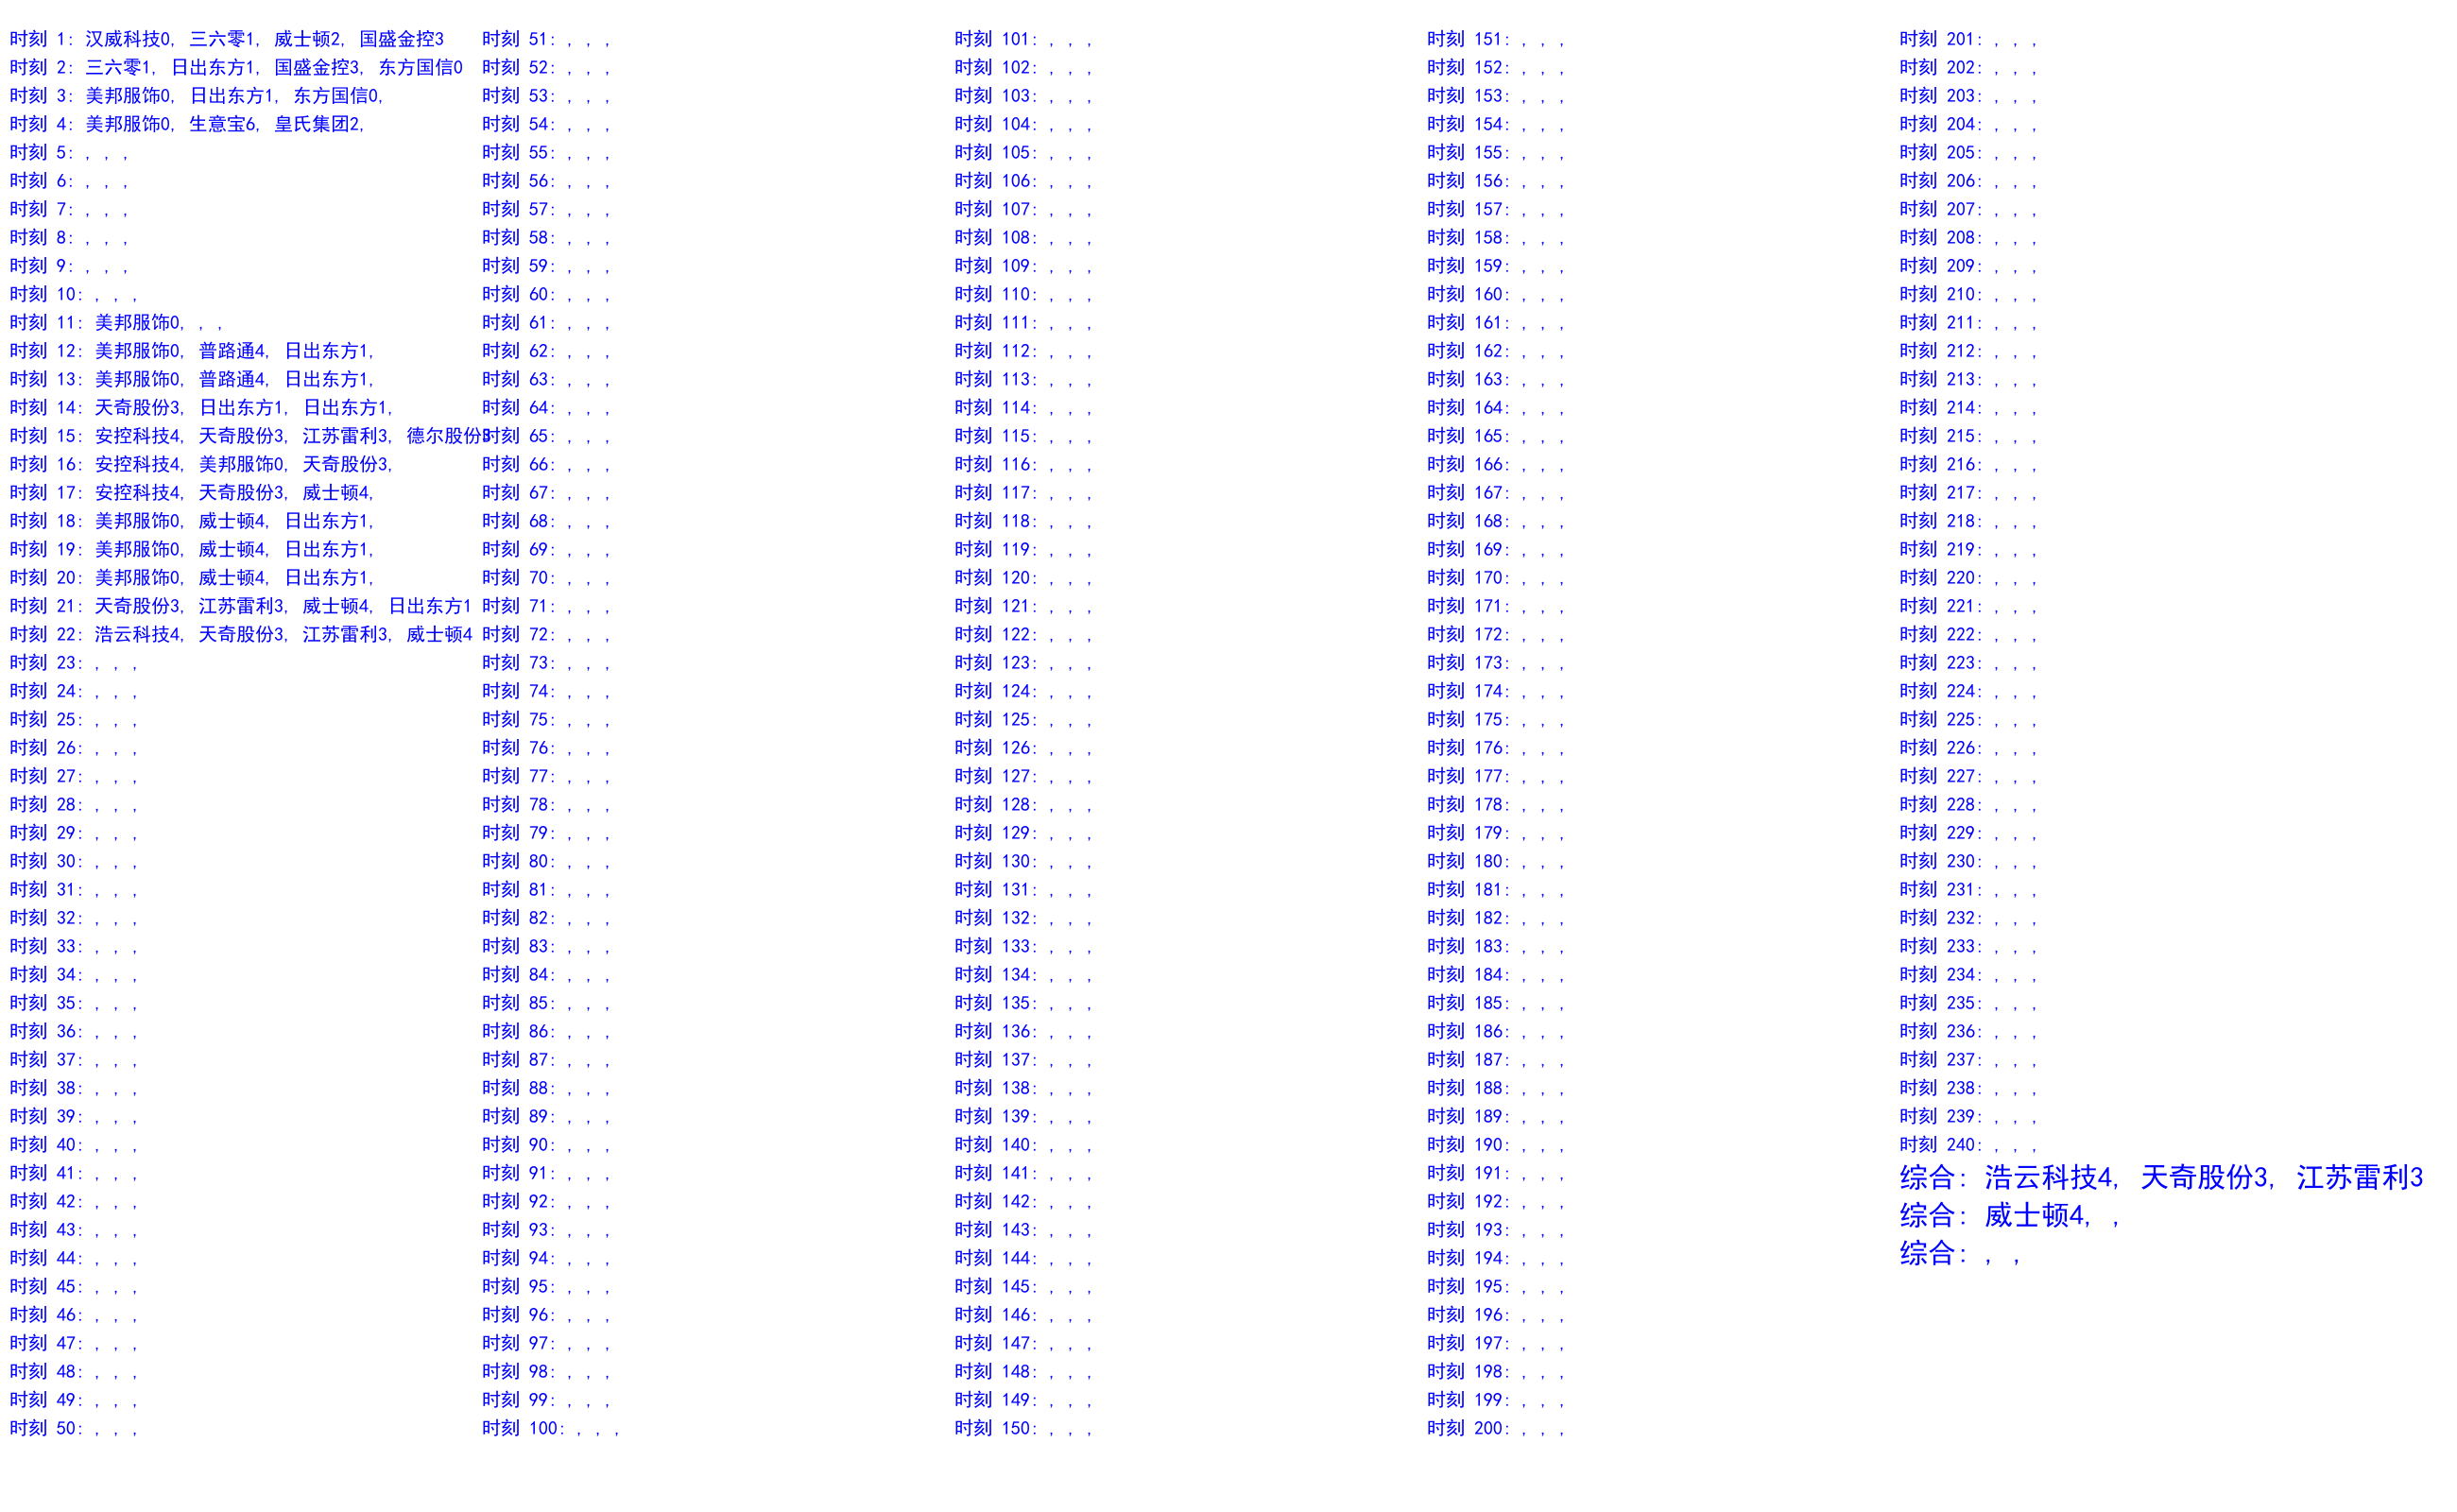 时刻 1: 汉威科技0, 三六零1, 威士顿2, 国盛金控3
时刻 2: 三六零1, 日出东方1, 国盛金控3, 东方国信0
时刻 3: 美邦服饰0, 日出东方1, 东方国信0,
时刻 4: 美邦服饰0, 生意宝6, 皇氏集团2,
时刻 5: , , ,
时刻 6: , , ,
时刻 7: , , ,
时刻 8: , , ,
时刻 9: , , ,
时刻 10: , , ,
时刻 11: 美邦服饰0, , ,
时刻 12: 美邦服饰0, 普路通4, 日出东方1,
时刻 13: 美邦服饰0, 普路通4, 日出东方1,
时刻 14: 天奇股份3, 日出东方1, 日出东方1,
时刻 15: 安控科技4, 天奇股份3, 江苏雷利3, 德尔股份3
时刻 16: 安控科技4, 美邦服饰0, 天奇股份3,
时刻 17: 安控科技4, 天奇股份3, 威士顿4,
时刻 18: 美邦服饰0, 威士顿4, 日出东方1,
时刻 19: 美邦服饰0, 威士顿4, 日出东方1,
时刻 20: 美邦服饰0, 威士顿4, 日出东方1,
时刻 21: 天奇股份3, 江苏雷利3, 威士顿4, 日出东方1
时刻 22: 浩云科技4, 天奇股份3, 江苏雷利3, 威士顿4
时刻 23: , , ,
时刻 24: , , ,
时刻 25: , , ,
时刻 26: , , ,
时刻 27: , , ,
时刻 28: , , ,
时刻 29: , , ,
时刻 30: , , ,
时刻 31: , , ,
时刻 32: , , ,
时刻 33: , , ,
时刻 34: , , ,
时刻 35: , , ,
时刻 36: , , ,
时刻 37: , , ,
时刻 38: , , ,
时刻 39: , , ,
时刻 40: , , ,
时刻 41: , , ,
时刻 42: , , ,
时刻 43: , , ,
时刻 44: , , ,
时刻 45: , , ,
时刻 46: , , ,
时刻 47: , , ,
时刻 48: , , ,
时刻 49: , , ,
时刻 50: , , ,
时刻 51: , , ,
时刻 52: , , ,
时刻 53: , , ,
时刻 54: , , ,
时刻 55: , , ,
时刻 56: , , ,
时刻 57: , , ,
时刻 58: , , ,
时刻 59: , , ,
时刻 60: , , ,
时刻 61: , , ,
时刻 62: , , ,
时刻 63: , , ,
时刻 64: , , ,
时刻 65: , , ,
时刻 66: , , ,
时刻 67: , , ,
时刻 68: , , ,
时刻 69: , , ,
时刻 70: , , ,
时刻 71: , , ,
时刻 72: , , ,
时刻 73: , , ,
时刻 74: , , ,
时刻 75: , , ,
时刻 76: , , ,
时刻 77: , , ,
时刻 78: , , ,
时刻 79: , , ,
时刻 80: , , ,
时刻 81: , , ,
时刻 82: , , ,
时刻 83: , , ,
时刻 84: , , ,
时刻 85: , , ,
时刻 86: , , ,
时刻 87: , , ,
时刻 88: , , ,
时刻 89: , , ,
时刻 90: , , ,
时刻 91: , , ,
时刻 92: , , ,
时刻 93: , , ,
时刻 94: , , ,
时刻 95: , , ,
时刻 96: , , ,
时刻 97: , , ,
时刻 98: , , ,
时刻 99: , , ,
时刻 100: , , ,
时刻 101: , , ,
时刻 102: , , ,
时刻 103: , , ,
时刻 104: , , ,
时刻 105: , , ,
时刻 106: , , ,
时刻 107: , , ,
时刻 108: , , ,
时刻 109: , , ,
时刻 110: , , ,
时刻 111: , , ,
时刻 112: , , ,
时刻 113: , , ,
时刻 114: , , ,
时刻 115: , , ,
时刻 116: , , ,
时刻 117: , , ,
时刻 118: , , ,
时刻 119: , , ,
时刻 120: , , ,
时刻 121: , , ,
时刻 122: , , ,
时刻 123: , , ,
时刻 124: , , ,
时刻 125: , , ,
时刻 126: , , ,
时刻 127: , , ,
时刻 128: , , ,
时刻 129: , , ,
时刻 130: , , ,
时刻 131: , , ,
时刻 132: , , ,
时刻 133: , , ,
时刻 134: , , ,
时刻 135: , , ,
时刻 136: , , ,
时刻 137: , , ,
时刻 138: , , ,
时刻 139: , , ,
时刻 140: , , ,
时刻 141: , , ,
时刻 142: , , ,
时刻 143: , , ,
时刻 144: , , ,
时刻 145: , , ,
时刻 146: , , ,
时刻 147: , , ,
时刻 148: , , ,
时刻 149: , , ,
时刻 150: , , ,
时刻 151: , , ,
时刻 152: , , ,
时刻 153: , , ,
时刻 154: , , ,
时刻 155: , , ,
时刻 156: , , ,
时刻 157: , , ,
时刻 158: , , ,
时刻 159: , , ,
时刻 160: , , ,
时刻 161: , , ,
时刻 162: , , ,
时刻 163: , , ,
时刻 164: , , ,
时刻 165: , , ,
时刻 166: , , ,
时刻 167: , , ,
时刻 168: , , ,
时刻 169: , , ,
时刻 170: , , ,
时刻 171: , , ,
时刻 172: , , ,
时刻 173: , , ,
时刻 174: , , ,
时刻 175: , , ,
时刻 176: , , ,
时刻 177: , , ,
时刻 178: , , ,
时刻 179: , , ,
时刻 180: , , ,
时刻 181: , , ,
时刻 182: , , ,
时刻 183: , , ,
时刻 184: , , ,
时刻 185: , , ,
时刻 186: , , ,
时刻 187: , , ,
时刻 188: , , ,
时刻 189: , , ,
时刻 190: , , ,
时刻 191: , , ,
时刻 192: , , ,
时刻 193: , , ,
时刻 194: , , ,
时刻 195: , , ,
时刻 196: , , ,
时刻 197: , , ,
时刻 198: , , ,
时刻 199: , , ,
时刻 200: , , ,
时刻 201: , , ,
时刻 202: , , ,
时刻 203: , , ,
时刻 204: , , ,
时刻 205: , , ,
时刻 206: , , ,
时刻 207: , , ,
时刻 208: , , ,
时刻 209: , , ,
时刻 210: , , ,
时刻 211: , , ,
时刻 212: , , ,
时刻 213: , , ,
时刻 214: , , ,
时刻 215: , , ,
时刻 216: , , ,
时刻 217: , , ,
时刻 218: , , ,
时刻 219: , , ,
时刻 220: , , ,
时刻 221: , , ,
时刻 222: , , ,
时刻 223: , , ,
时刻 224: , , ,
时刻 225: , , ,
时刻 226: , , ,
时刻 227: , , ,
时刻 228: , , ,
时刻 229: , , ,
时刻 230: , , ,
时刻 231: , , ,
时刻 232: , , ,
时刻 233: , , ,
时刻 234: , , ,
时刻 235: , , ,
时刻 236: , , ,
时刻 237: , , ,
时刻 238: , , ,
时刻 239: , , ,
时刻 240: , , ,
综合: 浩云科技4, 天奇股份3, 江苏雷利3
综合: 威士顿4, ,
综合: , ,